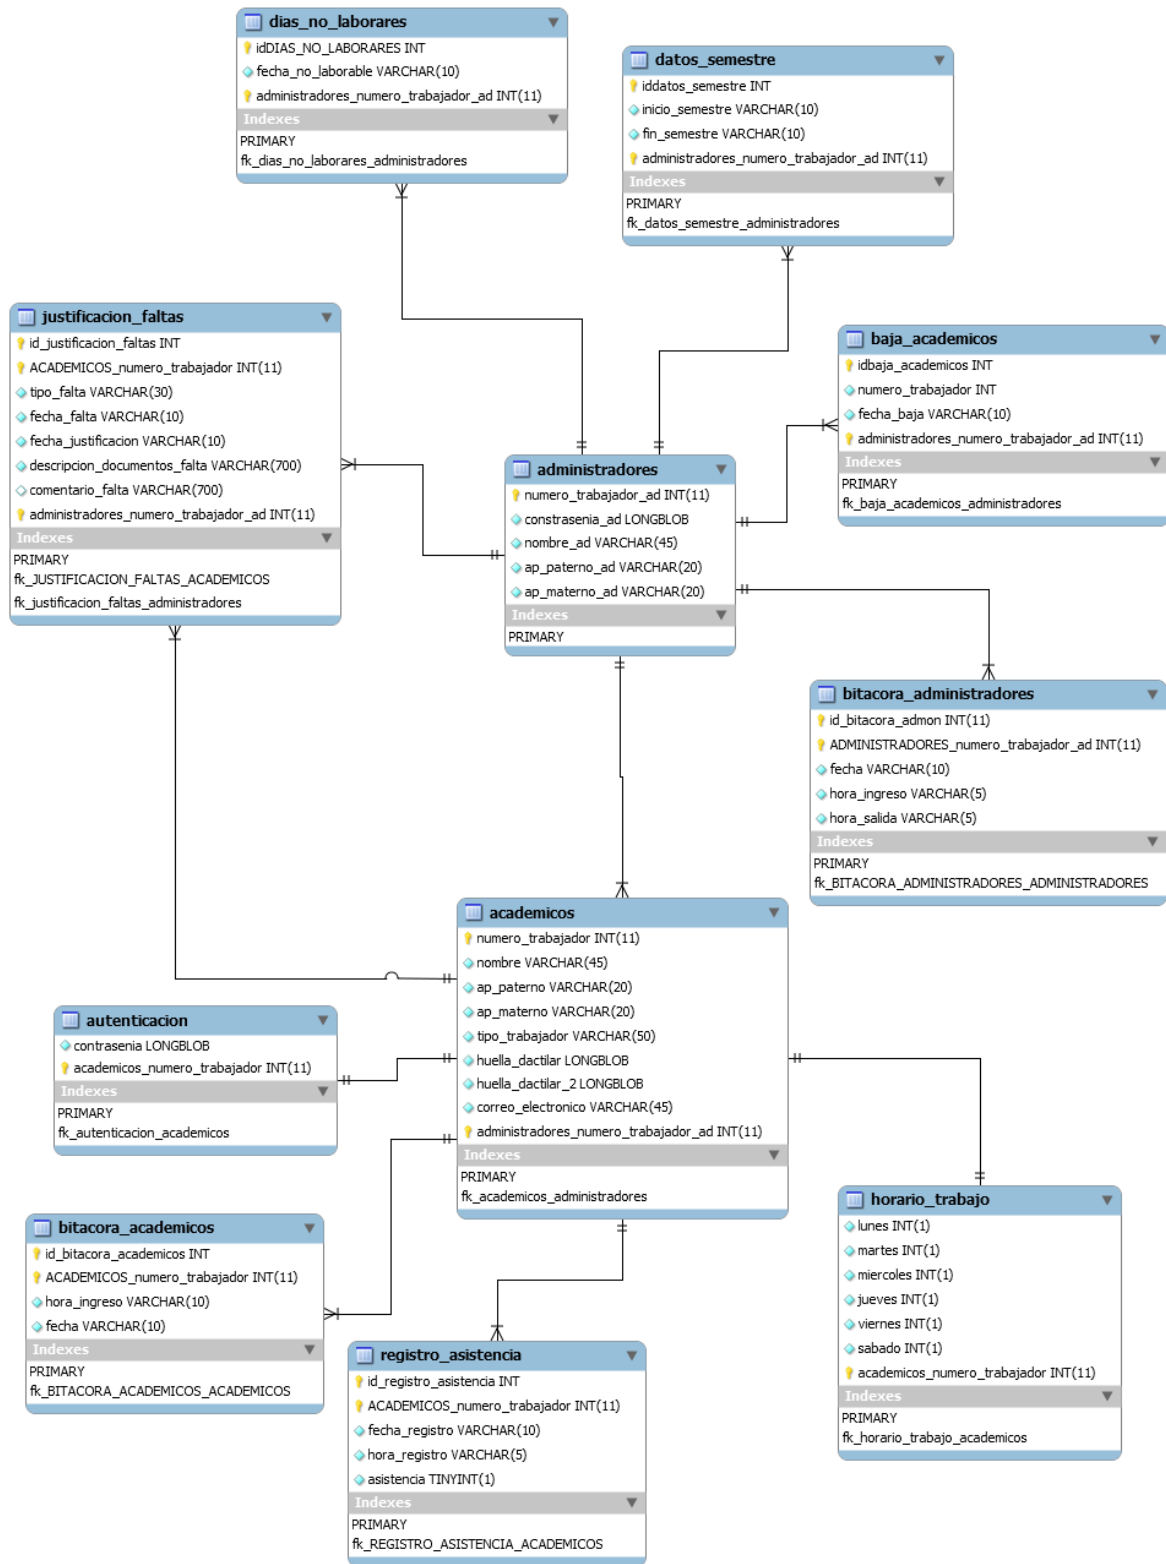 dias_no_laborares
idDIAS_NO_LABORARES INT
fecha_no_laborable VARCHAR(10)
administradores_numero_trabajador_ad INT(11)
Indexes
PRIMARY
fk_dias_no_laborares_administradores
datos_semestre
iddatos_semestre INT
inicio_semestre VARCHAR(10)
fin_semestre VARCHAR(10)
administradores_numero_trabajador_ad INT(11)
Indexes
PRIMARY
fk_datos_semestre_administradores
justificacion_faltas
id_justificacion_faltas INT
ACADEMICOS_numero_trabajador INT(11)
tipo_falta VARCHAR(30)
fecha_falta VARCHAR(10)
fecha_justificacion VARCHAR(10)
descripcion_documentos_falta VARCHAR(700)
comentario_falta VARCHAR(700)
administradores_numero_trabajador_ad INT(11)
Indexes
PRIMARY
fk_JUSTIFICACION_FALTAS_ACADEMICOS
fk_justificacion_faltas_administradores
baja_academicos
idbaja_academicos INT
numero_trabajador INT
fecha_baja VARCHAR(10)
administradores_numero_trabajador_ad INT(11)
Indexes
PRIMARY
fk_baja_academicos_administradores
administradores
numero_trabajador_ad INT(11)
constrasenia_ad LONGBLOB
nombre_ad VARCHAR(45)
ap_paterno_ad VARCHAR(20)
ap_materno_ad VARCHAR(20)
Indexes
PRIMARY
bitacora_administradores
id_bitacora_admon INT(11)
ADMINISTRADORES_numero_trabajador_ad INT(11)
fecha VARCHAR(10)
hora_ingreso VARCHAR(5)
hora_salida VARCHAR(5)
Indexes
PRIMARY
fk_BITACORA_ADMINISTRADORES_ADMINISTRADORES
academicos
numero_trabajador INT(11)
nombre VARCHAR(45)
ap_paterno VARCHAR(20)
ap_materno VARCHAR(20)
tipo_trabajador VARCHAR(50)
huella_dactilar LONGBLOB
huella_dactilar_2 LONGBLOB
correo_electronico VARCHAR(45)
administradores_numero_trabajador_ad INT(11)
Indexes
PRIMARY
fk_academicos_administradores
autenticacion
contrasenia LONGBLOB
academicos_numero_trabajador INT(11)
Indexes
PRIMARY
fk_autenticacion_academicos
bitacora_academicos
id_bitacora_academicos INT
ACADEMICOS_numero_trabajador INT(11)
hora_ingreso VARCHAR(10)
fecha VARCHAR(10)
Indexes
PRIMARY
fk_BITACORA_ACADEMICOS_ACADEMICOS
horario_trabajo
lunes INT(1)
martes INT(1)
miercoles INT(1)
jueves INT(1)
viernes INT(1)
sabado INT(1)
academicos_numero_trabajador INT(11)
Indexes
PRIMARY
fk_horario_trabajo_academicos
registro_asistencia
id_registro_asistencia INT
ACADEMICOS_numero_trabajador INT(11)
fecha_registro VARCHAR(10)
hora_registro VARCHAR(5)
asistencia TINYINT(1)
Indexes
PRIMARY
fk_REGISTRO_ASISTENCIA_ACADEMICOS